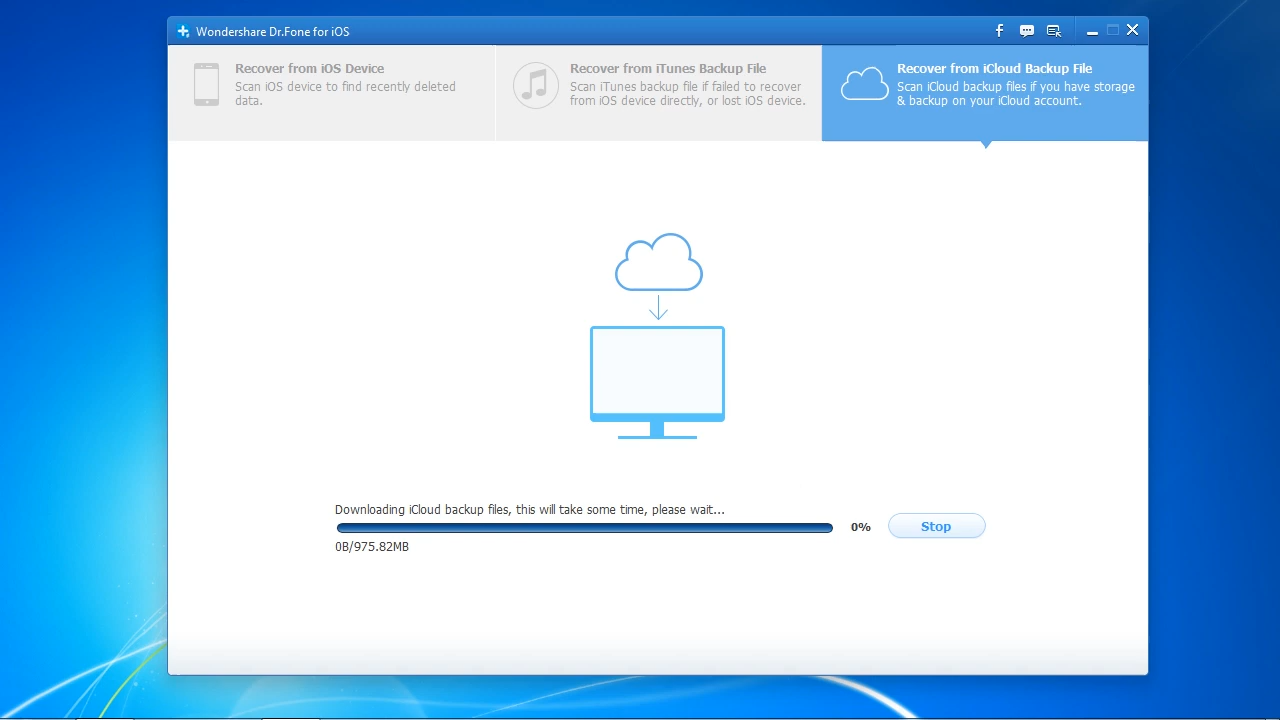 Wondershare Dr.Fone for iOS
Recover from iOS Device
Scan iOS device to find recently deleted
data.
Recover from iTunes Backup File
Scan iTunes backup file if failed to recover
from iOS device directly, or lost iOS device.
Recover from iCloud Backup File
Scan iCloud backup files if you have storage
& backup on your iCloud account.
Downloading iCloud backup files, this will take some time, please wait...
0%
Stop
0B/975.82MB